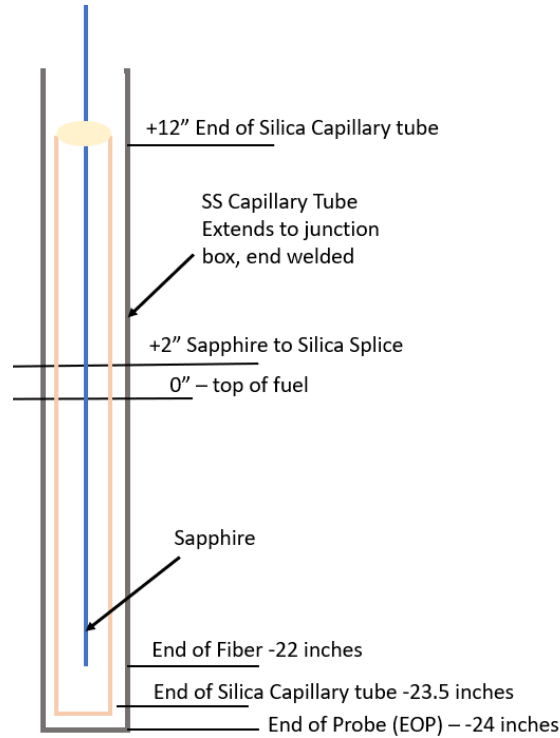 +12” End of Silica Capillary tube
SS Capillary Tube
Extends to junction
box, end welded
+2” Sapphire to Silica Splice
0” – top of fuel
Sapphire
End of Fiber -22 inches
End of Silica Capillary tube -23.5 inches
End of Probe (EOP) – -24 inches